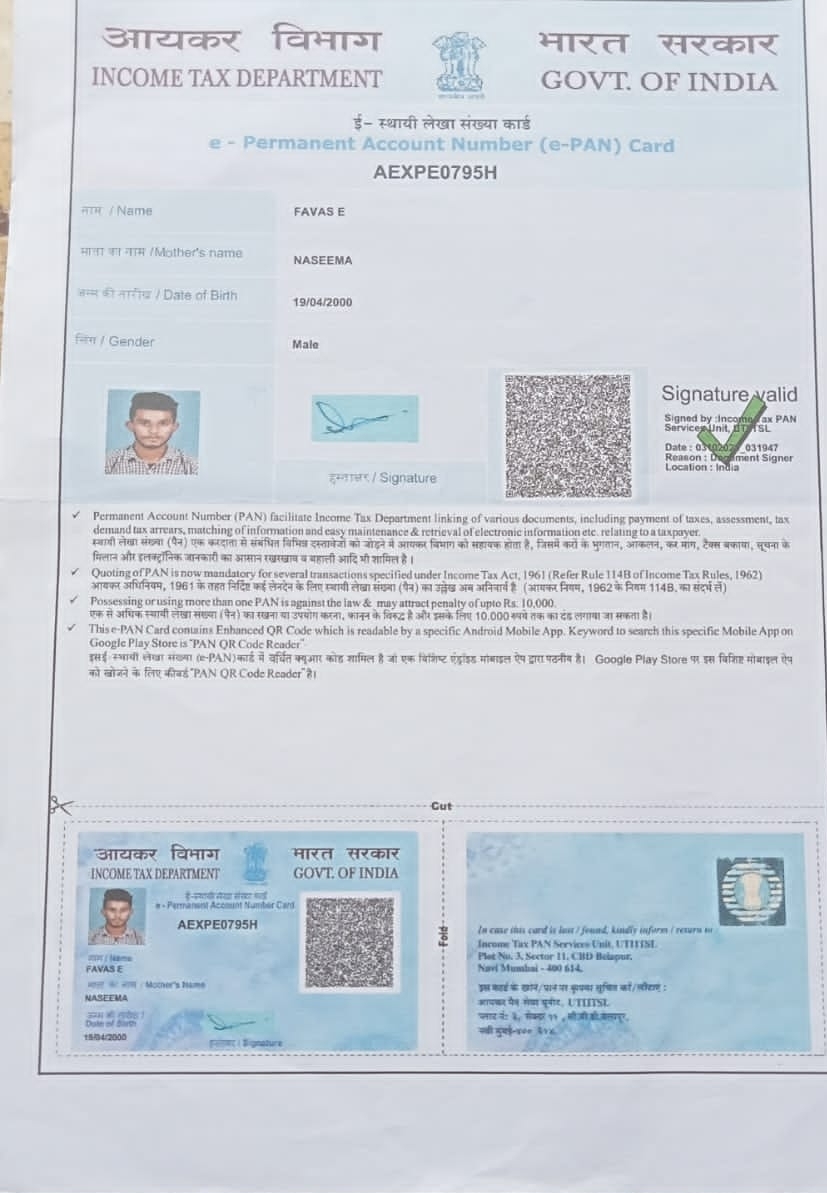 आयकर विभाग
INCOME TAX DEPARTMENT
भारत सरकार
GOVT. OF INDIA
ई- स्थायी लेखा संख्या कार्ड
e - Permanent Account Number (e-PAN) Card
AEXPE0795H
नाम / Name
FAVAS E
माता का नाम /Mother's name
NASEEMA
जन्म की तारीख / Date of Birth
19/04/2000
लिंग / Gender
Male
हस्ताक्षर / Signature
Signature valid
Signed by :Income Tax PAN
Services Unit, UTIITSL
Date : 031947
Reason : Document Signer
Location : India
✓ Permanent Account Number (PAN) facilitate Income Tax Department linking of various documents, including payment of taxes, assessment, tax
demand tax arrears, matching of information and easy maintenance & retrieval of electronic information etc. relating to a taxpayer.
स्थायी लेखा संख्या (पैन) एक करदाता से संबंधित विभिन्न दस्तावेजों को जोड़ने में आयकर विभाग को सहायक होता है, जिसमें करों के भुगतान, आकलन, कर मांग, टैक्स बकाया, सूचना के
मिलान और इलक्ट्रॉनिक जानकारी का आसान रखरखाव व बहाली आदि भी शामिल है ।
✓ Quoting of PAN is now mandatory for several transactions specified under Income Tax Act, 1961 (Refer Rule 114B of Income Tax Rules, 1962)
आयकर अधिनियम, 1961 के तहत निर्दिष्ट कई लेनदेन के लिए स्थायी लेखा संख्या (पैन) का उल्लेख अब अनिवार्य है (आयकर नियम, 1962 के नियम 114B, का संदर्भ लें)
✓ Possessing or using more than one PAN is against the law & may attract penalty of upto Rs. 10,000.
एक से अधिक स्थायी लेखा संख्या (पैन) का रखना या उपयोग करना, कानून के विरुद्ध है और इसके लिए 10,000 रुपये तक का दंड लगाया जा सकता है।
✓ This e-PAN Card contains Enhanced QR Code which is readable by a specific Android Mobile App. Keyword to search this specific Mobile App on
Google Play Store is "PAN QR Code Reader"
इसई-स्थायी लेखा संख्या (e-PAN) कार्ड में वर्धित क्यूआर कोड शामिल है जो एक विशिष्ट एंड्रॉइड मोबाइल ऐप द्वारा पठनीय है। Google Play Store पर इस विशिष्ट मोबाइल ऐप
को खोजने के लिए कीवर्ड "PAN QR Code Reader" है।
Cut
आयकर विभाग
INCOME TAX DEPARTMENT
भारत सरकार
GOVT. OF INDIA
ई-स्थायी लेखा संख्या कार्ड
e - Permanent Account Number Card
AEXPE0795H
नाम / Name
FAVAS E
माता का नाम / Mother's Name
NASEEMA
जन्म की तारीख /
Date of Birth
19/04/2000
हस्ताक्षर / Signature
Fold
In case this card is lost / found, kindly inform / return to
Income Tax PAN Services Unit, UTIITSL
Plot No. 3, Sector 11, CBD Belapur,
Navi Mumbai - 400 614.
इस कार्ड के खोने/पाने पर कृपया सूचित करें/लौटाएं :
आयकर पैन सेवा यूनीट, UTIITSL
प्लाट नं: ३, सेक्टर ११ , सी.बी.डी.बेलापूर,
नवी मुंबई-४०० ६१४.